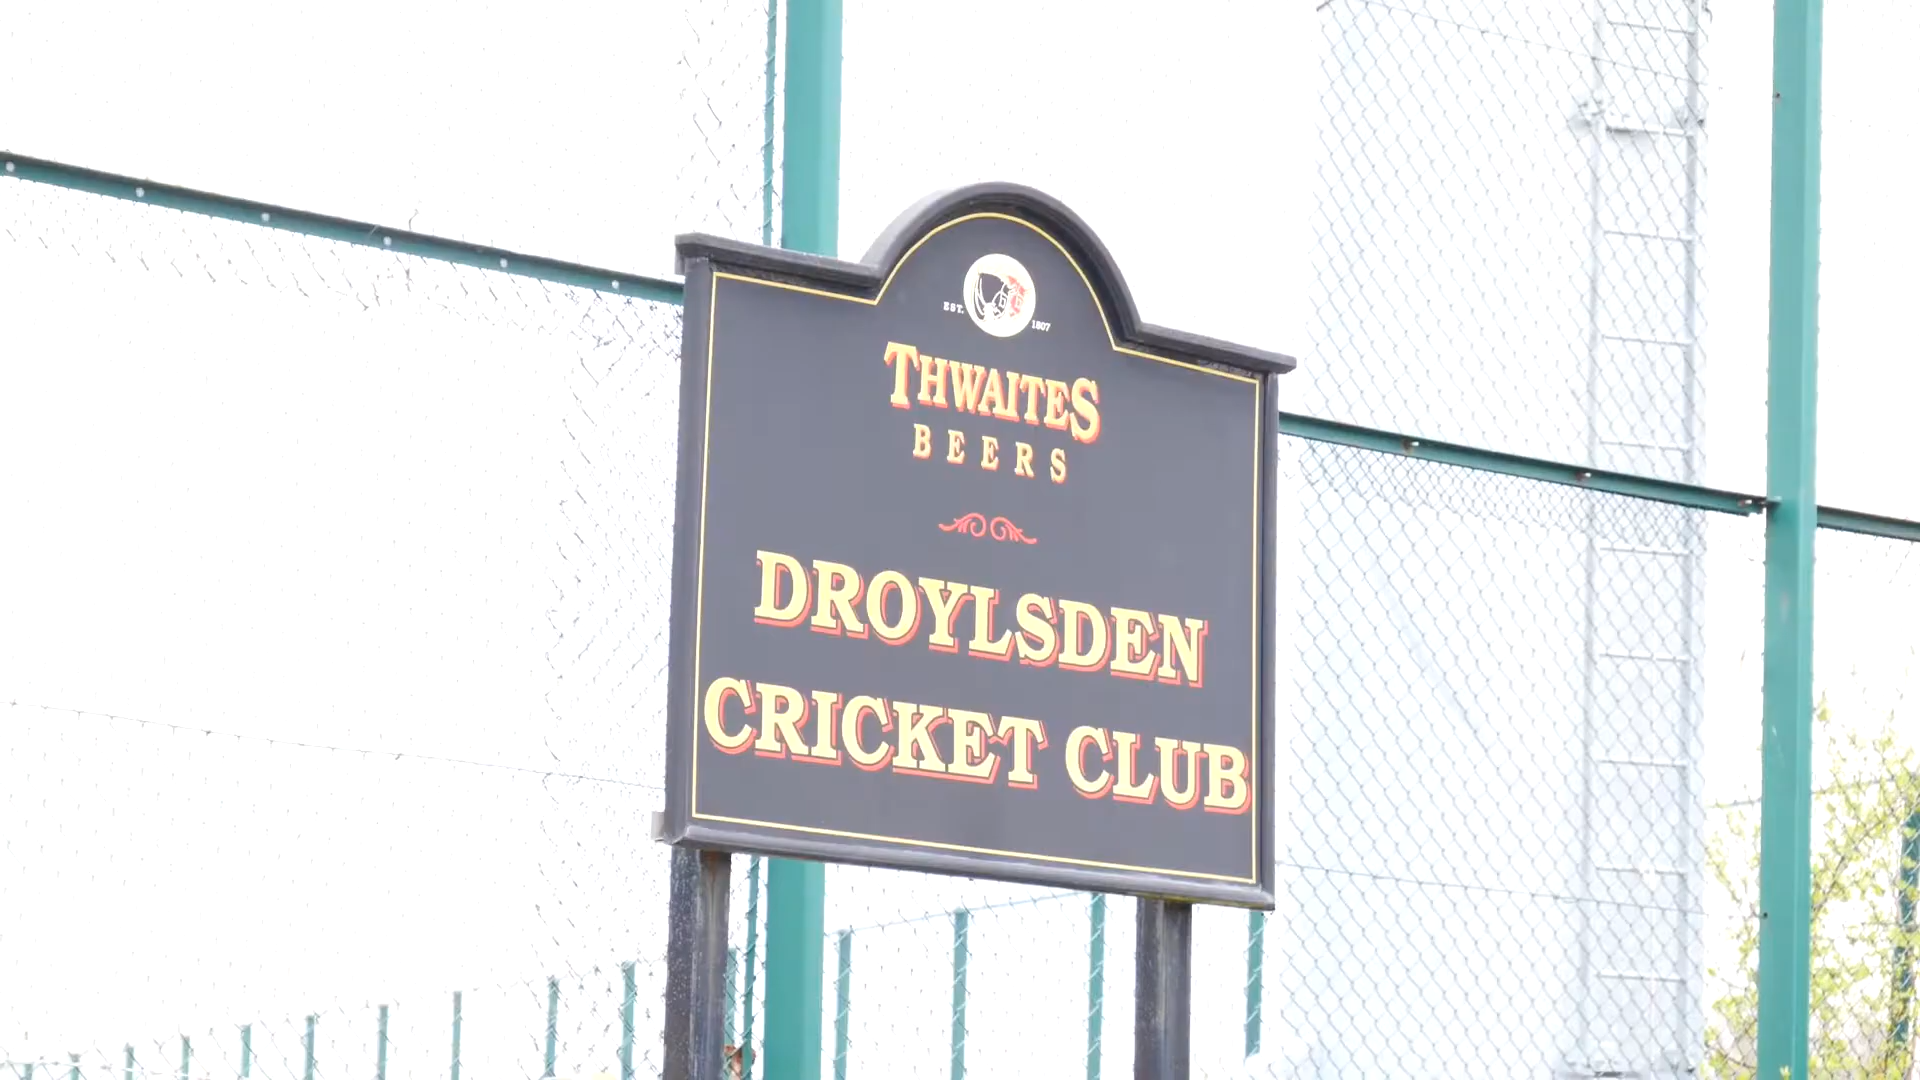 EST. 1807
THWAITES
BEERS
DROYLSDEN
CRICKET CLUB